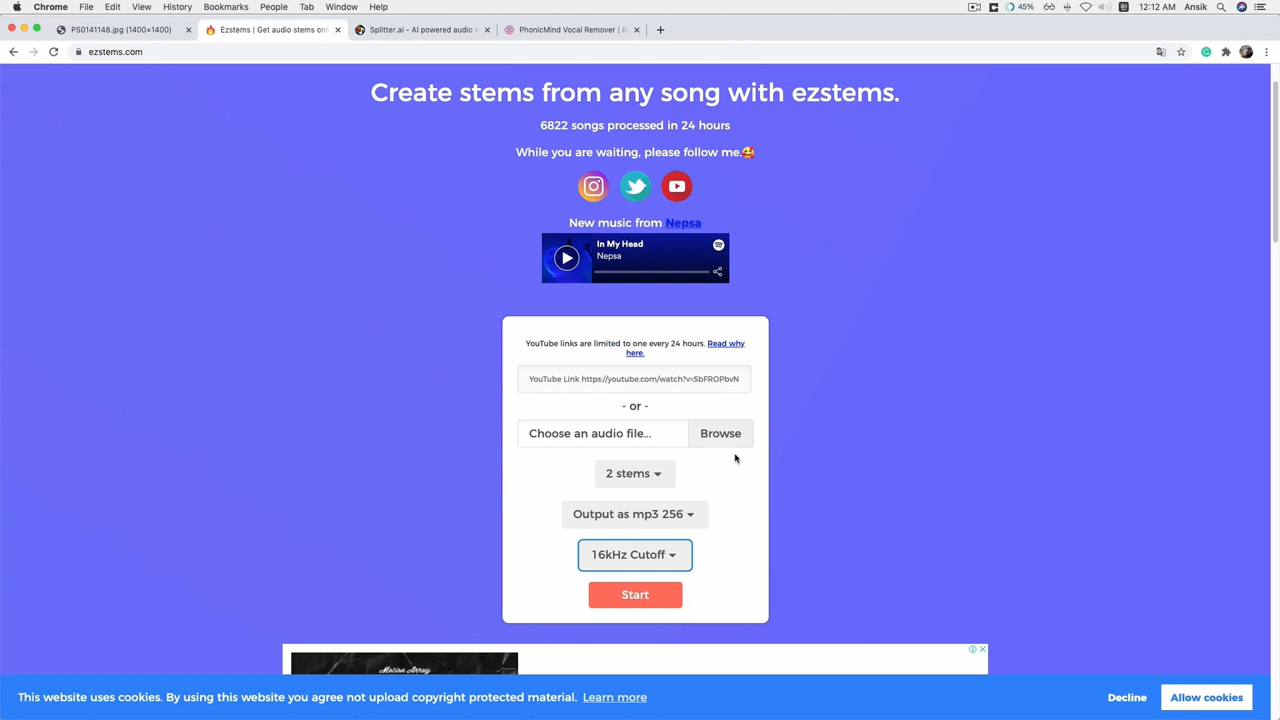 Chrome File Edit View History Bookmarks People Tab Window Help 45% 12:12 AM Ansik
PS0141148.jpg (1400×1400) Ezstems | Get audio stems onl Splitter.ai - AI powered audio e PhonicMind Vocal Remover | R
ezstems.com
Create stems from any song with ezstems.
6822 songs processed in 24 hours
While you are waiting, please follow me.🥰
New music from Nepsa
In My Head
Nepsa
YouTube links are limited to one every 24 hours. Read why
here.
YouTube Link https://youtube.com/watch?v=SbFROPbvN
- or -
Choose an audio file... Browse
2 stems
Output as mp3 256
16kHz Cutoff
Start
Motion Array
This website uses cookies. By using this website you agree not upload copyright protected material. Learn more Decline Allow cookies